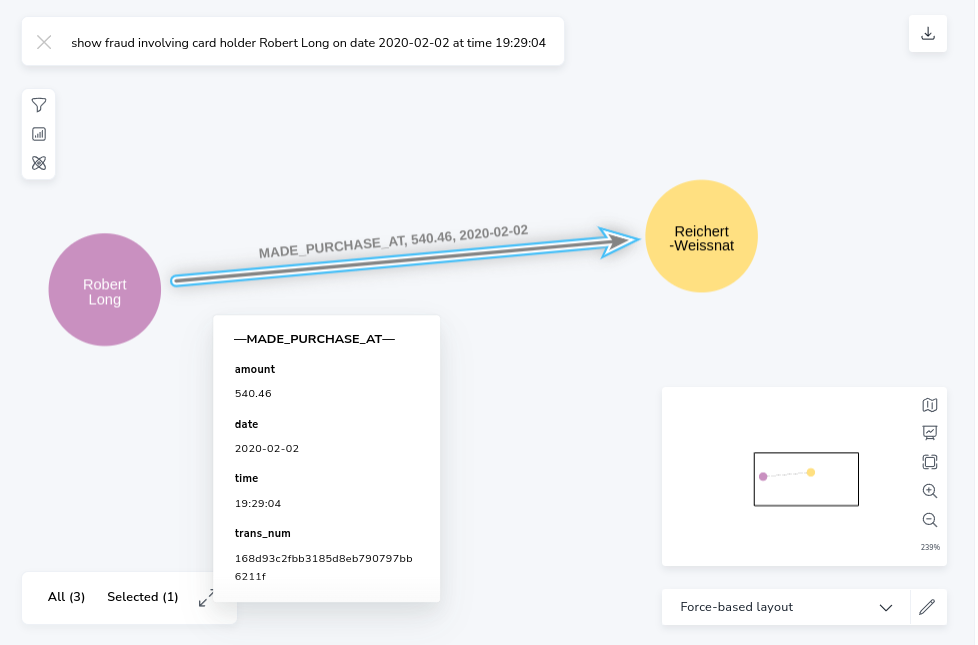 show fraud involving card holder Robert Long on date 2020-02-02 at time 19:29:04
MADE_PURCHASE_AT, 540.46, 2020-02-02
Reichert
-Weissnat
Robert
Long
—MADE_PURCHASE_AT—
amount
540.46
date
2020-02-02
time
19:29:04
trans_num
168d93c2fbb3185d8eb790797bb
6211f
239%
All (3)
Selected (1)
Force-based layout